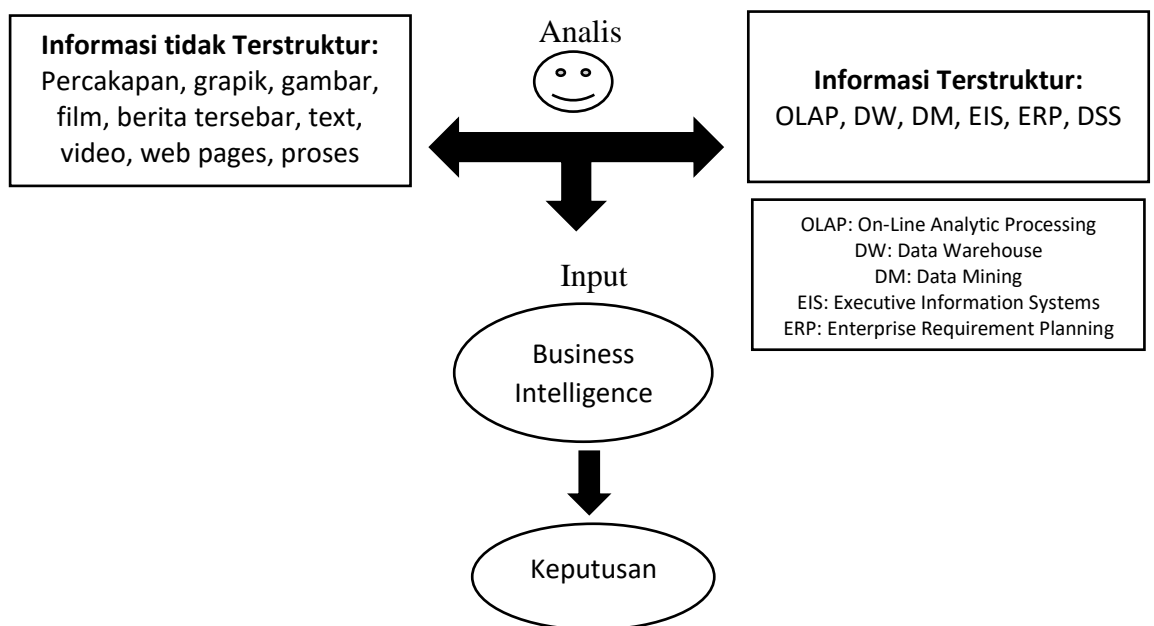 Informasi tidak Terstruktur:
Percakapan, grapik, gambar,
film, berita tersebar, text,
video, web pages, proses
Analis
Informasi Terstruktur:
OLAP, DW, DM, EIS, ERP, DSS
OLAP: On-Line Analytic Processing
DW: Data Warehouse
DM: Data Mining
EIS: Executive Information Systems
ERP: Enterprise Requirement Planning
Input
Business
Intelligence
Keputusan